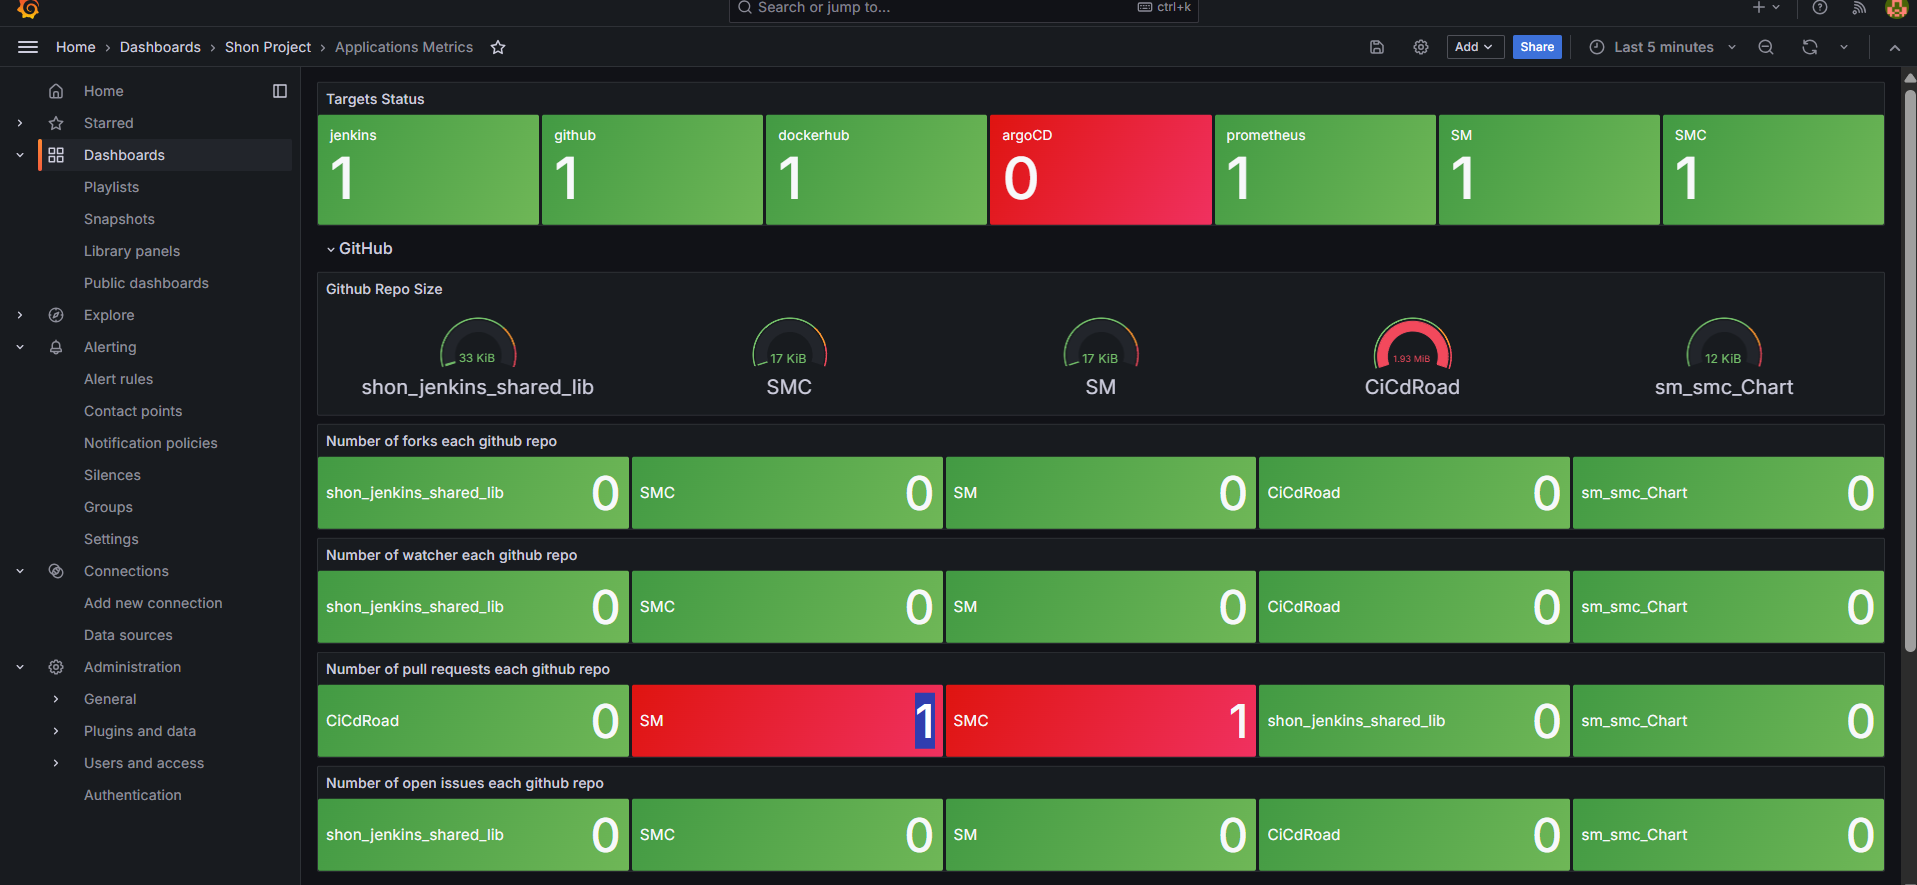 Search or jump to...
ctrl+k
Home › Dashboards › Shon Project › Applications Metrics
Add
Share
Last 5 minutes
Home
Starred
Dashboards
Playlists
Snapshots
Library panels
Public dashboards
Explore
Alerting
Alert rules
Contact points
Notification policies
Silences
Groups
Settings
Connections
Add new connection
Data sources
Administration
General
Plugins and data
Users and access
Authentication
Targets Status
jenkins
1
github
1
dockerhub
1
argoCD
0
prometheus
1
SM
1
SMC
1
GitHub
Github Repo Size
33 KiB
shon_jenkins_shared_lib
17 KiB
SMC
17 KiB
SM
1.93 MiB
CiCdRoad
12 KiB
sm_smc_Chart
Number of forks each github repo
shon_jenkins_shared_lib 0
SMC 0
SM 0
CiCdRoad 0
sm_smc_Chart 0
Number of watcher each github repo
shon_jenkins_shared_lib 0
SMC 0
SM 0
CiCdRoad 0
sm_smc_Chart 0
Number of pull requests each github repo
CiCdRoad 0
SM 1
SMC 1
shon_jenkins_shared_lib 0
sm_smc_Chart 0
Number of open issues each github repo
shon_jenkins_shared_lib 0
SMC 0
SM 0
CiCdRoad 0
sm_smc_Chart 0